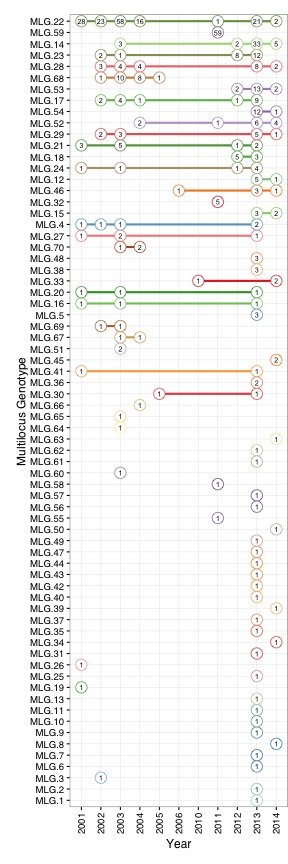 MLG.22 28 23 58 16 1 21 2
MLG.59 59
MLG.14 3 2 33 5
MLG.23 2 1 8 12
MLG.28 3 4 4 8 2
MLG.68 1 10 8 1
MLG.53 2 13 2
MLG.17 2 4 1 1 9
MLG.54 12 1
MLG.52 2 1 6 4
MLG.29 2 3 5 1
MLG.21 3 5 1 2
MLG.18 5 3
MLG.24 1 1 1 4
MLG.12 5 1
MLG.46 1 3 1
MLG.32 5
MLG.15 3 2
MLG.4 1 1 1 2
MLG.27 1 2 1
MLG.70 1 2
MLG.48 3
MLG.38 3
MLG.33 1 2
MLG.20 1 1 1
MLG.16 1 1 1
MLG.5 3
MLG.69 1 1
MLG.67 1 1
MLG.51 2
MLG.45 2
MLG.41 1 1
MLG.36 2
MLG.30 1 1
MLG.66 1
MLG.65 1
MLG.64 1
MLG.63 1
MLG.62 1
MLG.61 1
MLG.60 1
MLG.58 1
MLG.57 1
MLG.56 1
MLG.55 1
MLG.50 1
MLG.49 1
MLG.47 1
MLG.44 1
MLG.43 1
MLG.42 1
MLG.40 1
MLG.39 1
MLG.37 1
MLG.35 1
MLG.34 1
MLG.31 1
MLG.26 1
MLG.25 1
MLG.19 1
MLG.13 1
MLG.11 1
MLG.10 1
MLG.9 1
MLG.8 1
MLG.7 1
MLG.6 1
MLG.3 1
MLG.2 1
MLG.1 1
Multilocus Genotype
2001 2002 2003 2004 2005 2006 2010 2011 2012 2013 2014
Year